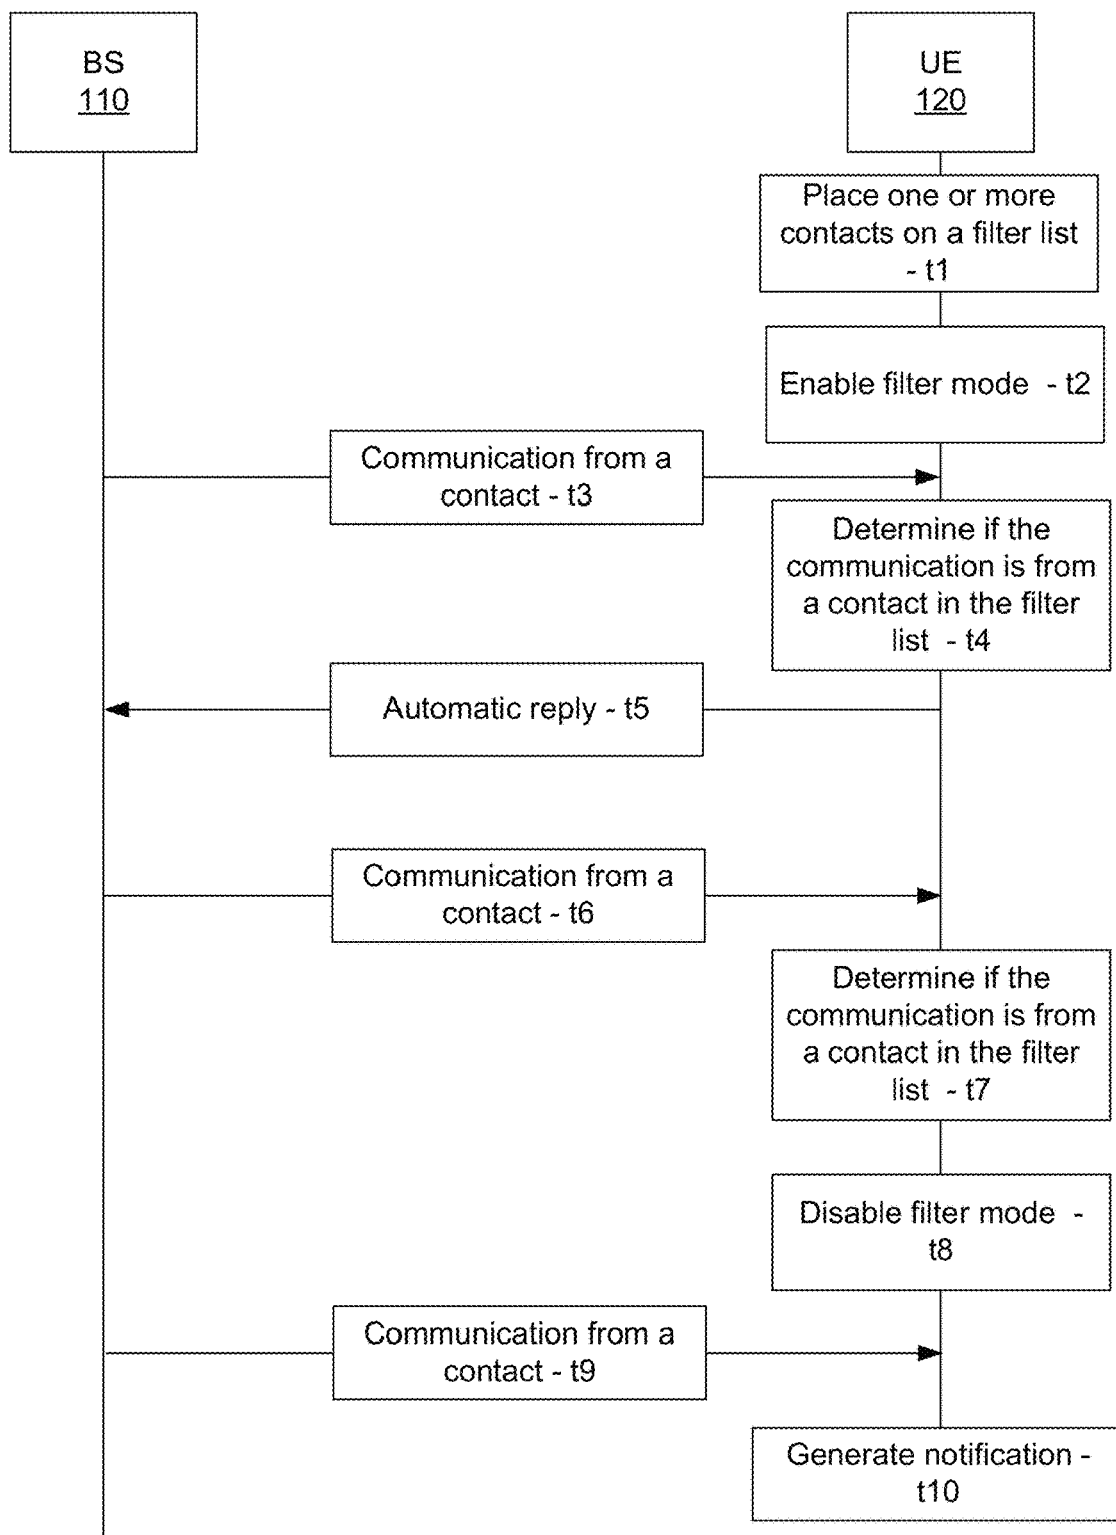 BS
110
UE
120
Place one or more
contacts on a filter list
- t1
Enable filter mode - t2
Communication from a
contact - t3
Determine if the
communication is from
a contact in the filter
list - t4
Automatic reply - t5
Communication from a
contact - t6
Determine if the
communication is from
a contact in the filter
list - t7
Disable filter mode -
t8
Communication from a
contact - t9
Generate notification -
t10